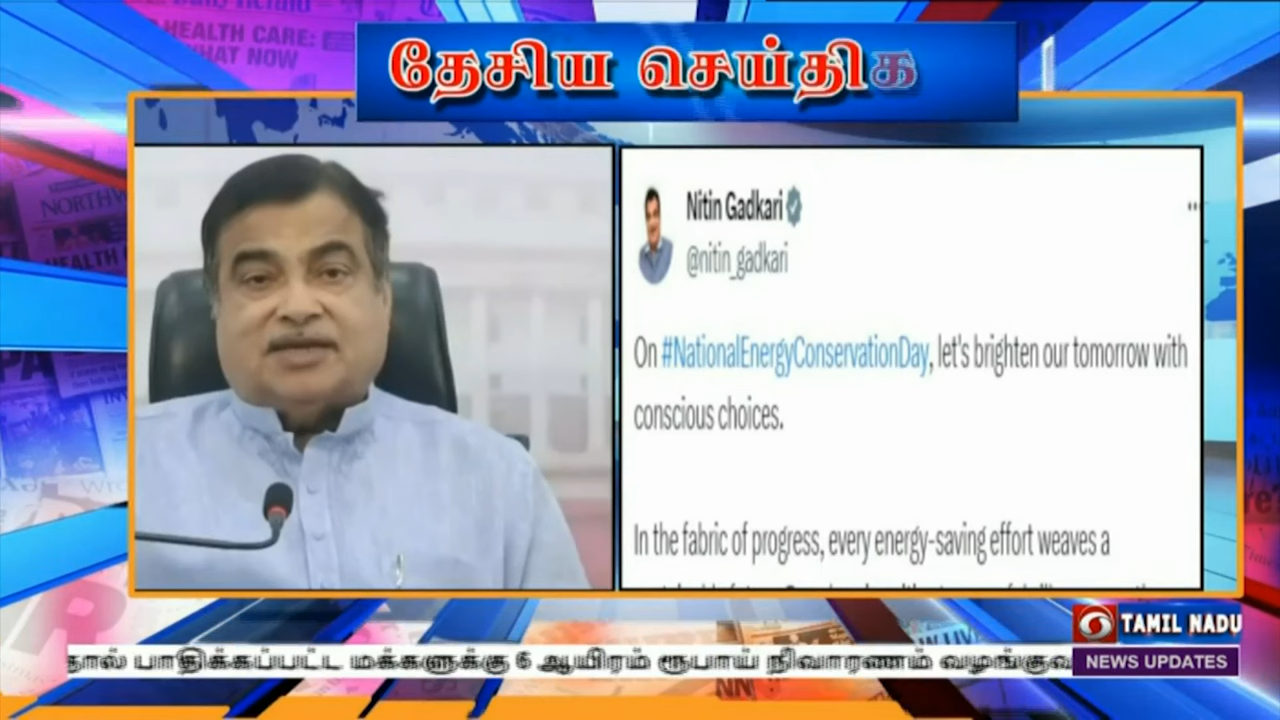 தேசிய செய்தி
HEALTH CARE:
WHAT NOW
Nitin Gadkari
@nitin_gadkari
On #NationalEnergyConservationDay, let's brighten our tomorrow with
conscious choices.
In the fabric of progress, every energy-saving effort weaves a
TAMIL NADU
NEWS UPDATES
பாதிக்கப்பட்ட மக்களுக்கு 6 ஆயிரம் ரூபாய் நிவாரணம்